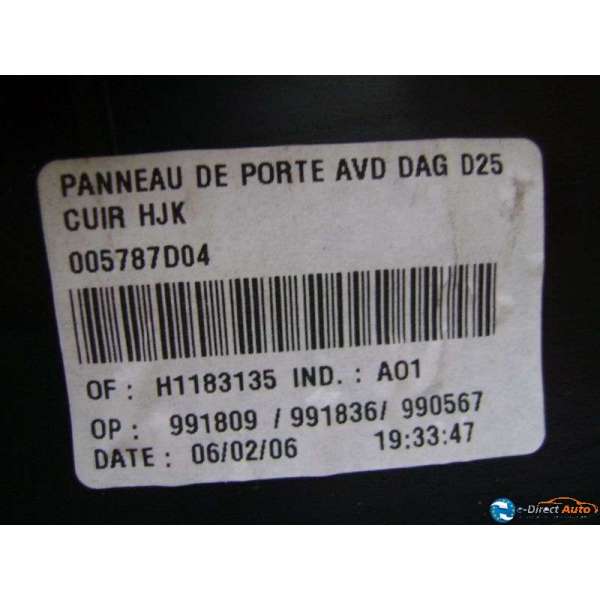 PANNEAU DE PORTE AVD DAG D25
CUIR HJK
005787D04
OF : H1183135 IND. : A01
OP : 991809 / 991836/ 990567
DATE : 06/02/06 19:33:47
e-Direct Auto